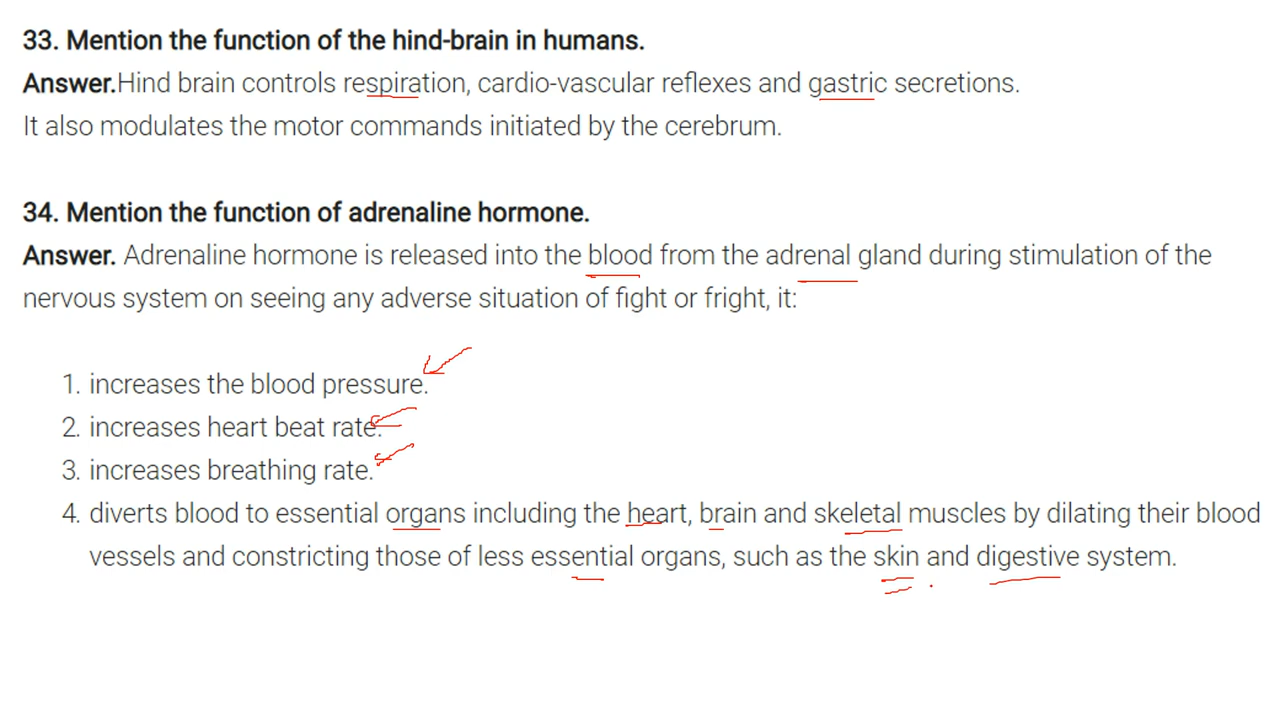 33. Mention the function of the hind-brain in humans.
Answer.Hind brain controls respiration, cardio-vascular reflexes and gastric secretions.
It also modulates the motor commands initiated by the cerebrum.
34. Mention the function of adrenaline hormone.
Answer. Adrenaline hormone is released into the blood from the adrenal gland during stimulation of the
nervous system on seeing any adverse situation of fight or fright, it:
1. increases the blood pressure.
2. increases heart beat rate.
3. increases breathing rate.
4. diverts blood to essential organs including the heart, brain and skeletal muscles by dilating their blood
vessels and constricting those of less essential organs, such as the skin and digestive system.